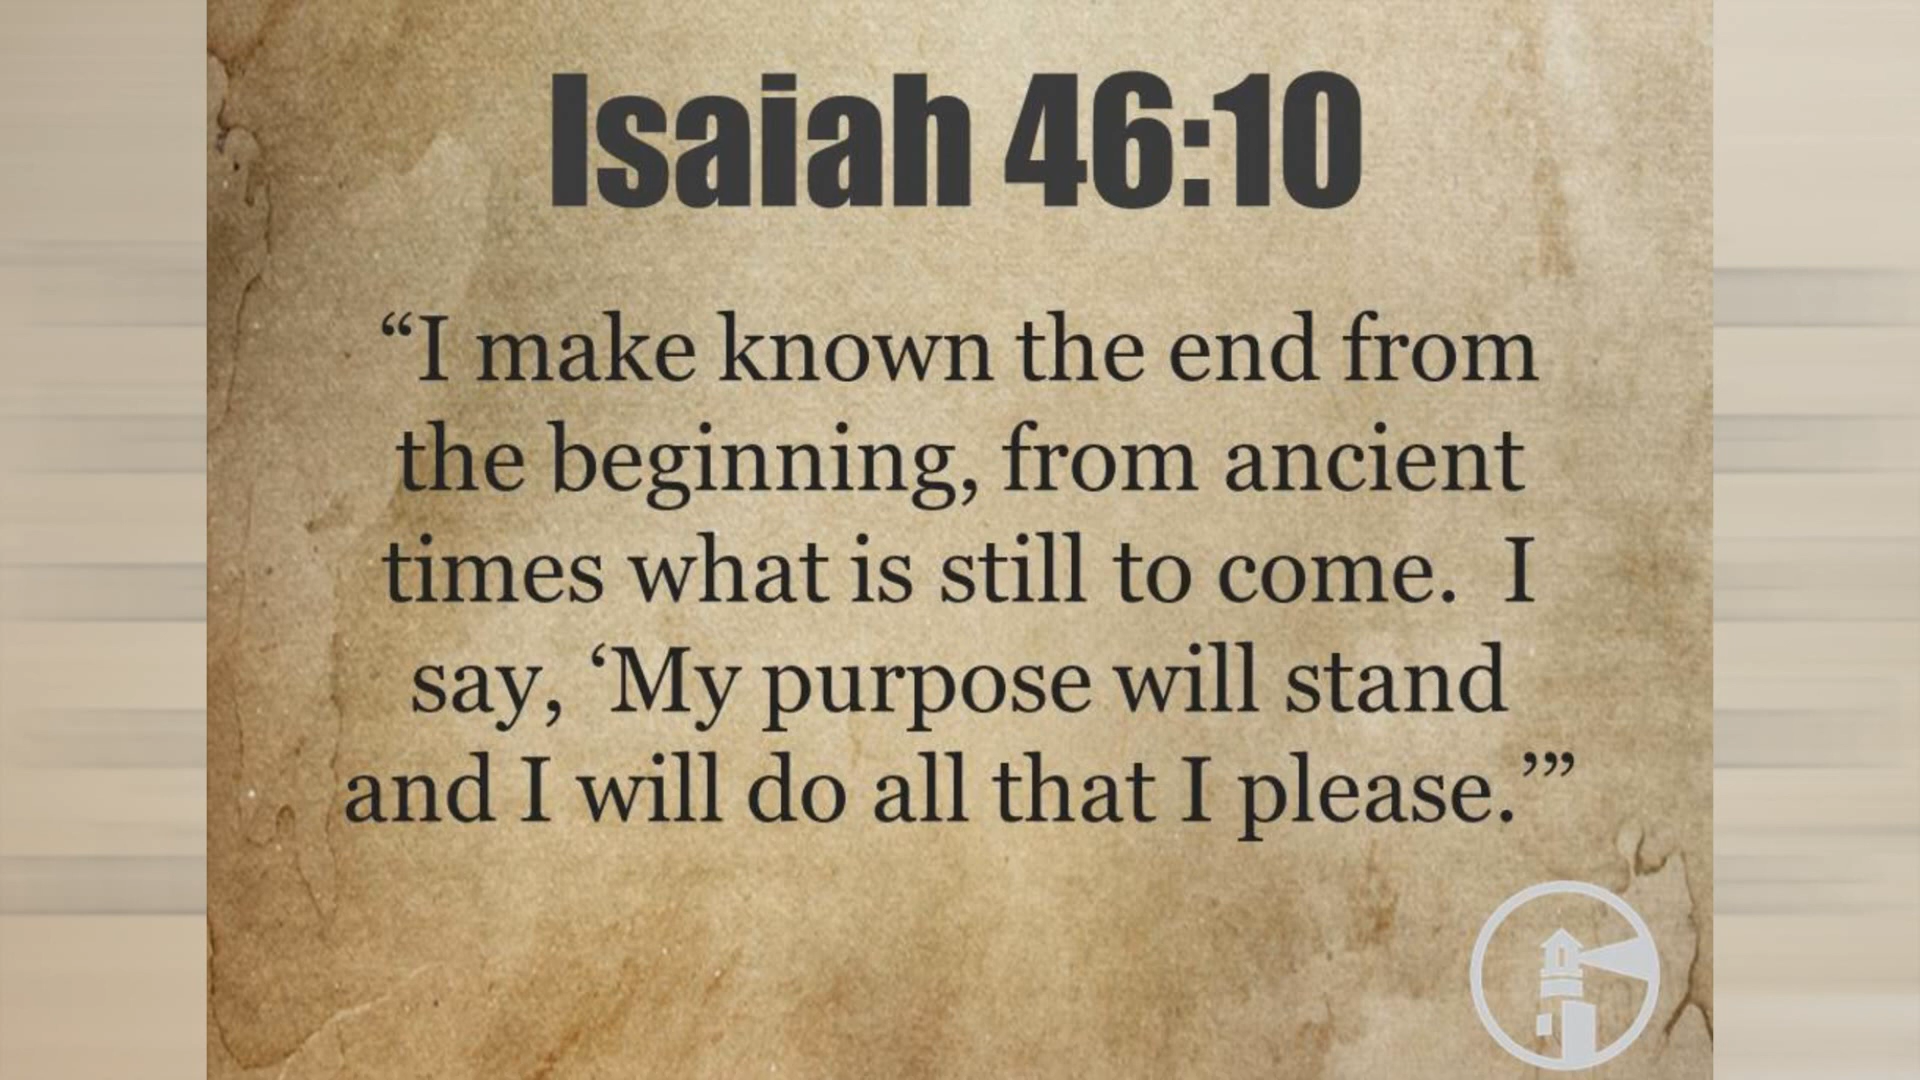 Isaiah 46:10
“I make known the end from
the beginning, from ancient
times what is still to come.  I
say, ‘My purpose will stand
and I will do all that I please.’”